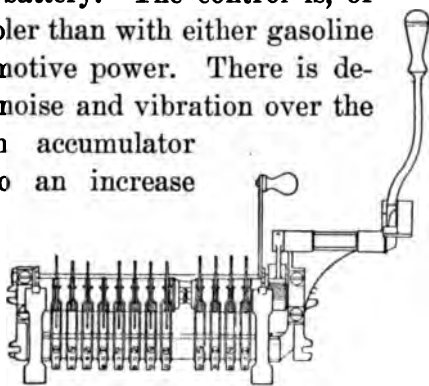 battery. The control is, of
than with either gasoline
motive power. There is de-
noise and vibration over the
accumulator
an increase